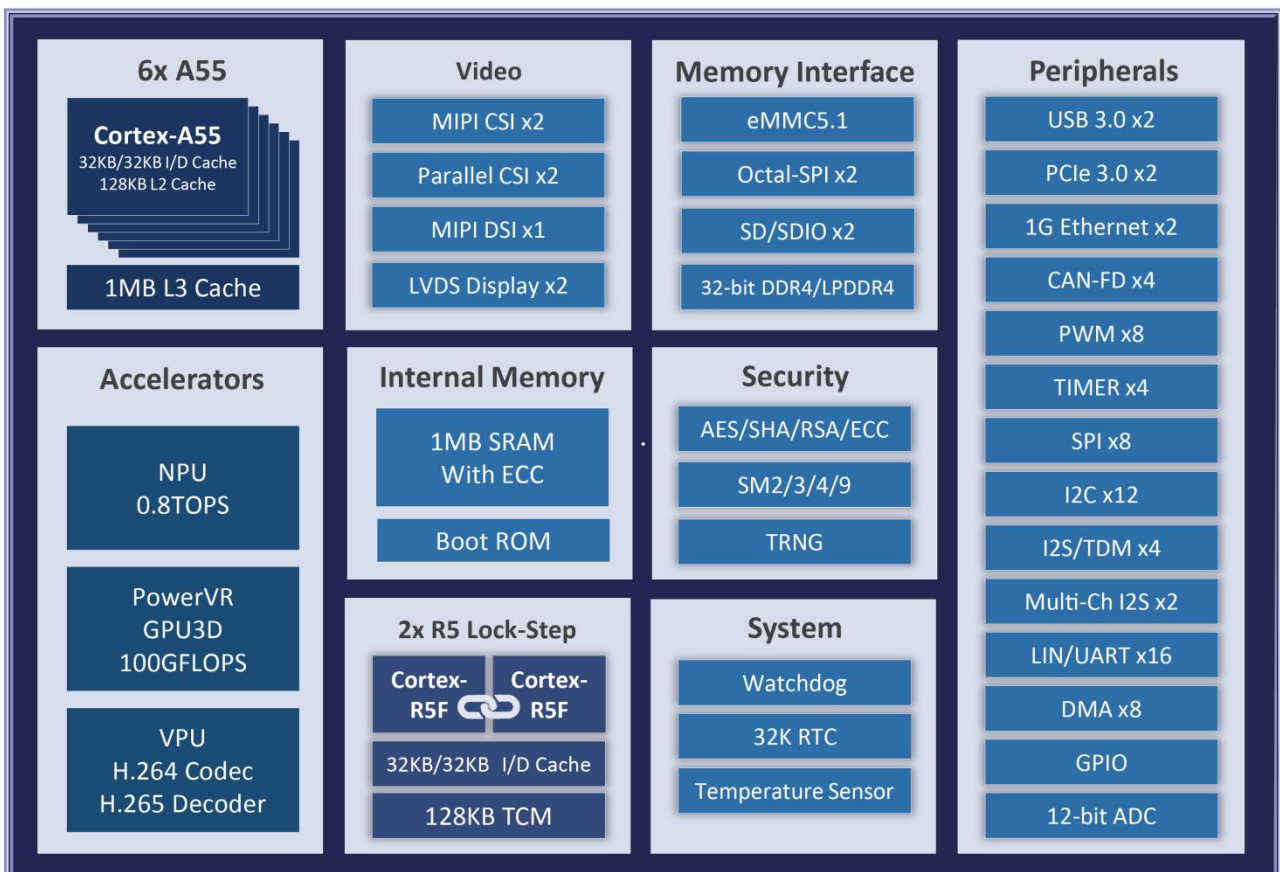 6x A55
Cortex-A55
32KB/32KB I/D Cache
128KB L2 Cache
1MB L3 Cache
Video
MIPI CSI x2
Parallel CSI x2
MIPI DSI x1
LVDS Display x2
Memory Interface
eMMC5.1
Octal-SPI x2
SD/SDIO x2
32-bit DDR4/LPDDR4
Peripherals
USB 3.0 x2
PCIe 3.0 x2
1G Ethernet x2
CAN-FD x4
PWM x8
TIMER x4
SPI x8
I2C x12
I2S/TDM x4
Multi-Ch I2S x2
LIN/UART x16
DMA x8
GPIO
12-bit ADC
Accelerators
NPU
0.8TOPS
PowerVR
GPU3D
100GFLOPS
VPU
H.264 Codec
H.265 Decoder
Internal Memory
1MB SRAM
With ECC
Boot ROM
Security
AES/SHA/RSA/ECC
SM2/3/4/9
TRNG
2x R5 Lock-Step
Cortex-
R5F
Cortex-
R5F
32KB/32KB I/D Cache
128KB TCM
System
Watchdog
32K RTC
Temperature Sensor